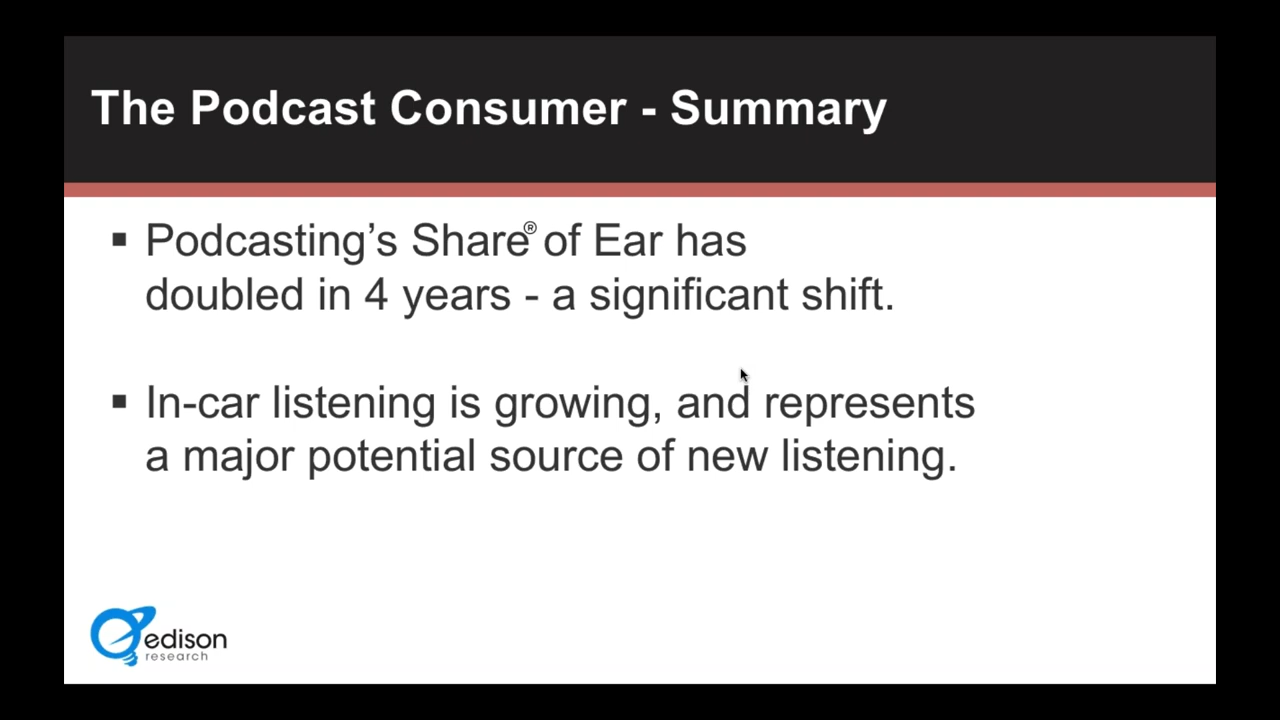 The Podcast Consumer - Summary
▪ Podcasting’s Share® of Ear has
doubled in 4 years - a significant shift.
▪ In-car listening is growing, and represents
a major potential source of new listening.
edison
research